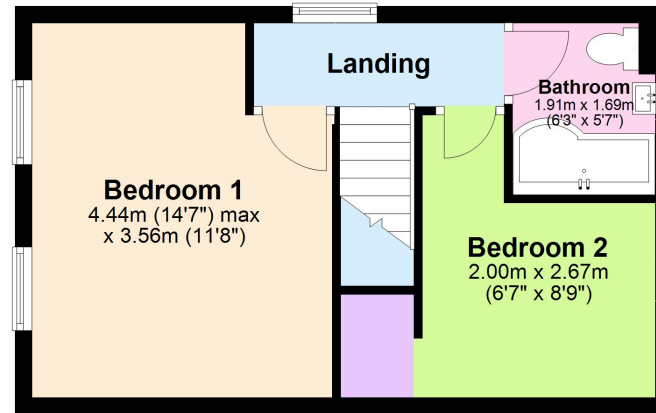 Landing
Bathroom
1.91m x 1.69m
(6'3" x 5'7")
Bedroom 1
4.44m (14'7") max
x 3.56m (11'8")
Bedroom 2
2.00m x 2.67m
(6'7" x 8'9")